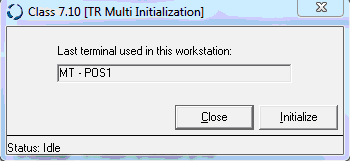 Class 7.10 [TR Multi Initialization]
Last terminal used in this workstation:
MT - POS1
Close
Initialize
Status: Idle